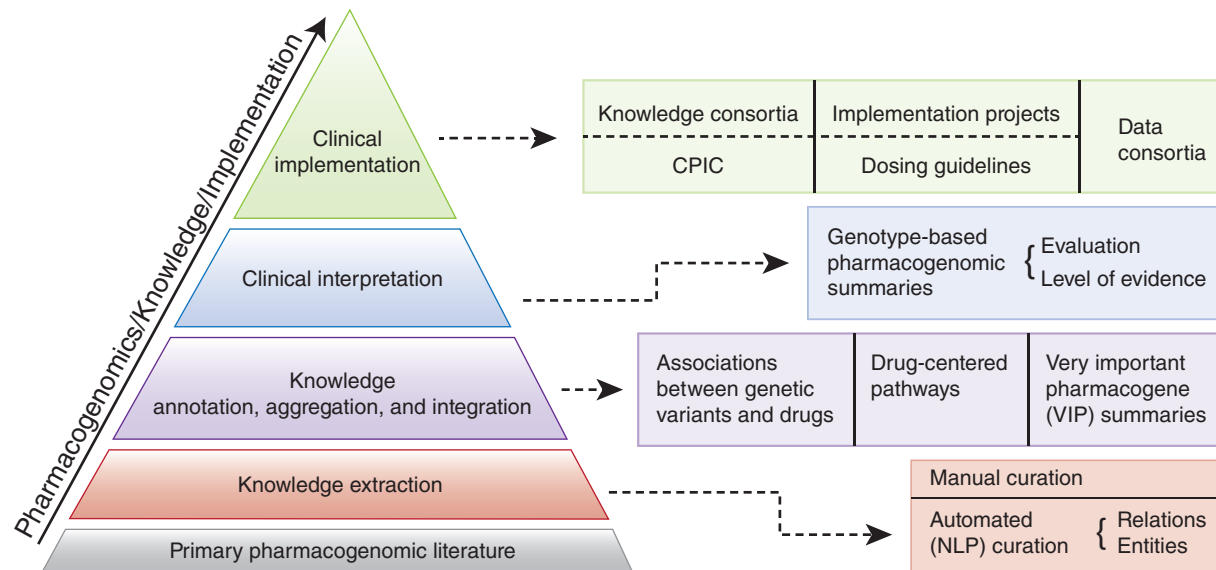 Pharmacogenomics/Knowledge/Implementation
Clinical
implementation
Knowledge consortia
CPIC
Implementation projects
Dosing guidelines
Data
consortia
Clinical interpretation
Genotype-based
pharmacogenomic
summaries
{ Evaluation
Level of evidence
Knowledge
annotation, aggregation, and integration
Associations
between genetic
variants and drugs
Drug-centered
pathways
Very important
pharmacogene
(VIP) summaries
Knowledge extraction
Manual curation
Automated
(NLP) curation
{ Relations
Entities
Primary pharmacogenomic literature